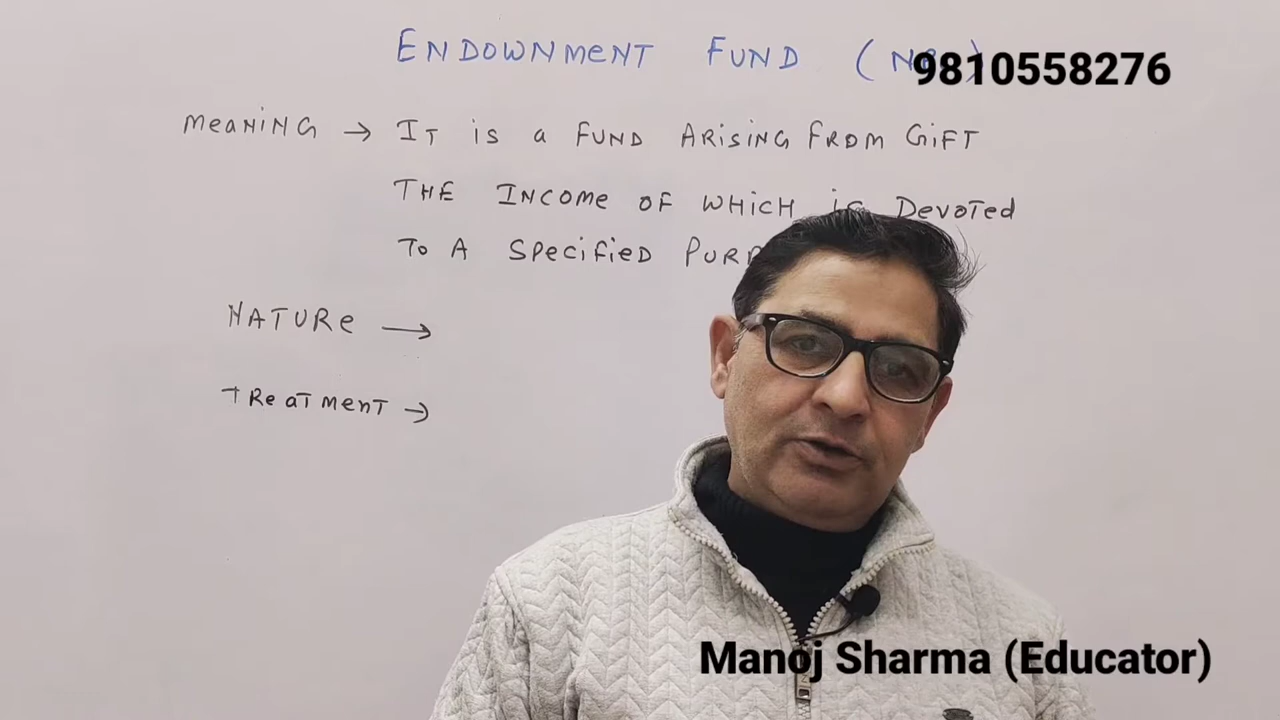 ENDOWNMENT FUND (
9810558276
MEANING → IT IS A FUND ARISING FROM GIFT
THE INCOME OF WHICH IS DEVOTED
TO A SPECIFIED
NATURE →
TREATMENT →
Manoj Sharma (Educator)